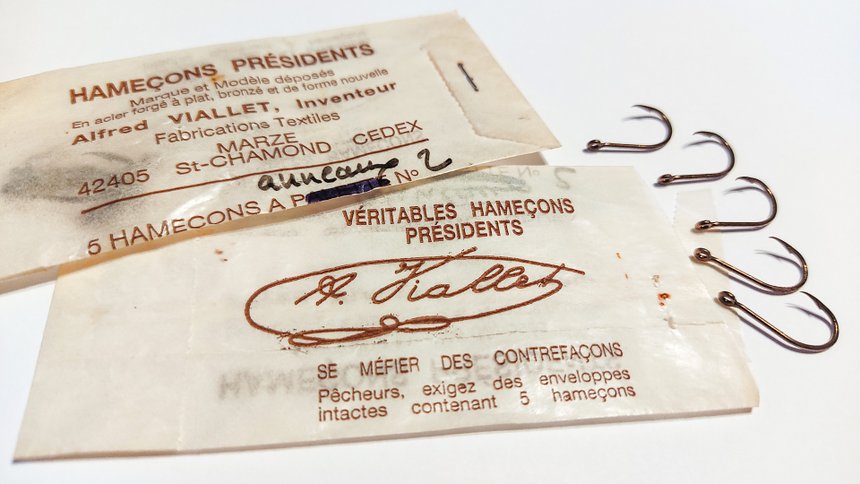 HAMEÇONS PRÉSIDENTS
Marque et Modèle déposés
En acier forgé à plat, bronzé et de forme nouvelle
Alfred VIALLET, Inventeur
Fabrications Textiles
MARZE
42405 St-CHAMOND CEDEX
anneaux 2
5 HAMEÇONS A P N°
VÉRITABLES HAMEÇONS
PRÉSIDENTS
A. Viallet
SE MÉFIER DES CONTREFAÇONS
Pêcheurs, exigez des enveloppes
intactes contenant 5 hameçons